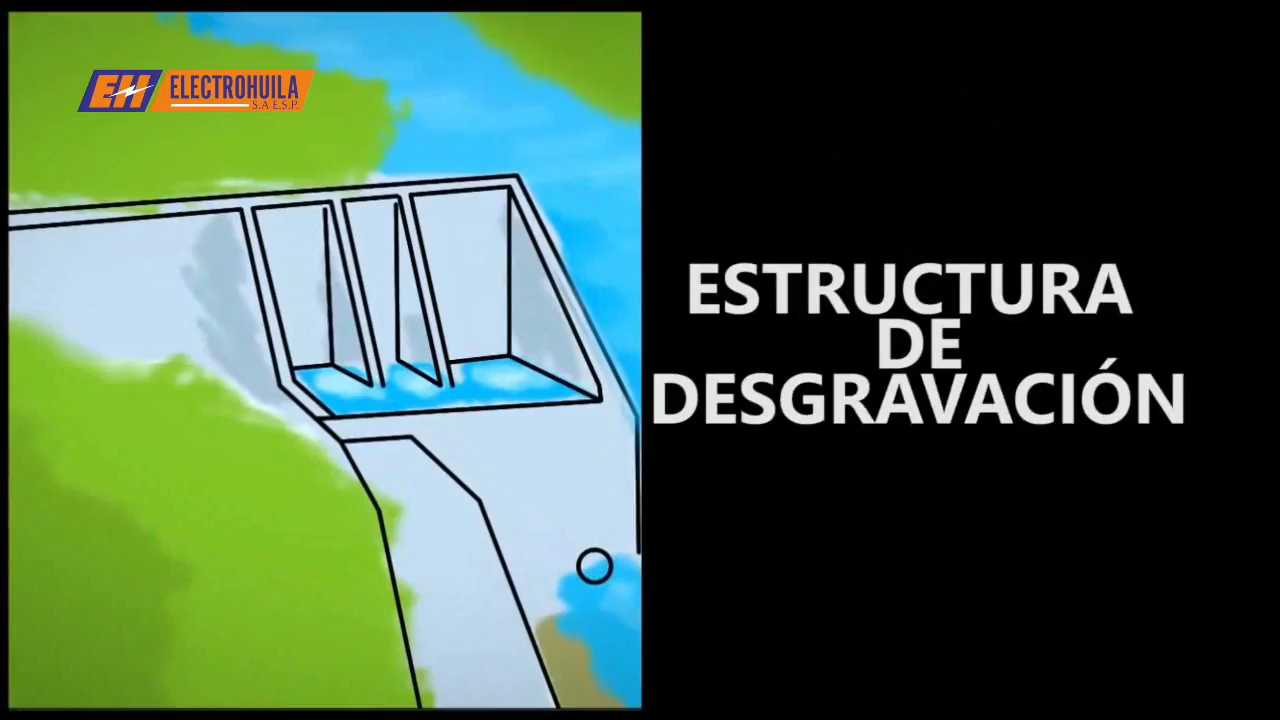 EH ELECTROHUILA
S.A E.S.P.
ESTRUCTURA
DE
DESGRAVACIÓN